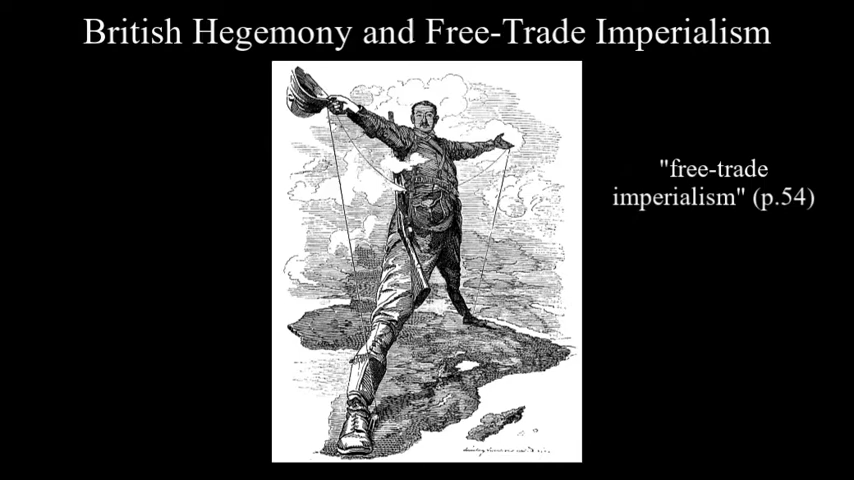 British Hegemony and Free-Trade Imperialism
"free-trade
imperialism" (p.54)